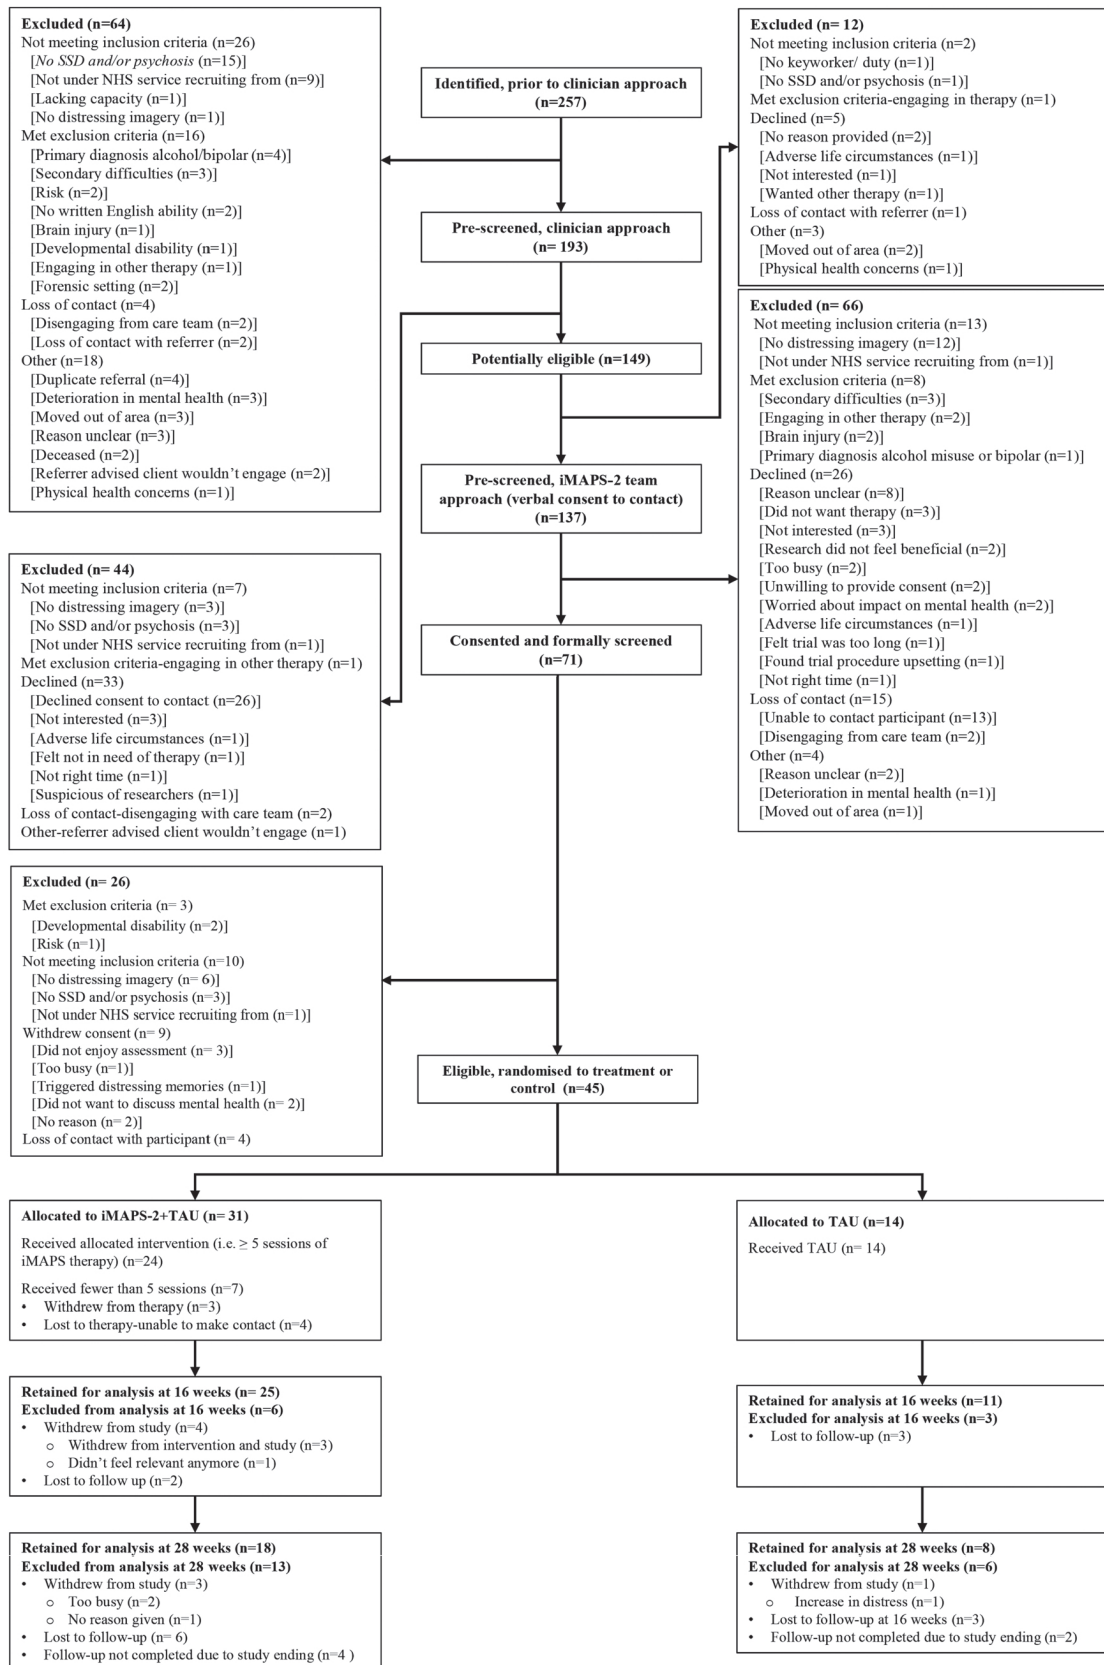 Excluded (n=64)
Not meeting inclusion criteria (n=26)
[No SSD and/or psychosis (n=15)]
[Not under NHS service recruiting from (n=9)]
[Lacking capacity (n=1)]
[No distressing imagery (n=1)]
Met exclusion criteria (n=16)
[Primary diagnosis alcohol/bipolar (n=4)]
[Secondary difficulties (n=3)]
[Risk (n=2)]
[No written English ability (n=2)]
[Brain injury (n=1)]
[Developmental disability (n=1)]
[Engaging in other therapy (n=1)]
[Forensic setting (n=2)]
Loss of contact (n=4)
[Disengaging from care team (n=2)]
[Loss of contact with referrer (n=2)]
Other (n=18)
[Duplicate referral (n=4)]
[Deterioration in mental health (n=3)]
[Moved out of area (n=3)]
[Reason unclear (n=3)]
[Deceased (n=2)]
[Referrer advised client wouldn't engage (n=2)]
[Physical health concerns (n=1)]
Identified, prior to clinician approach
(n=257)
Excluded (n= 12)
Not meeting inclusion criteria (n=2)
[No keyworker/ duty (n=1)]
[No SSD and/or psychosis (n=1)]
Met exclusion criteria-engaging in therapy (n=1)
Declined (n=5)
[No reason provided (n=2)]
[Adverse life circumstances (n=1)]
[Not interested (n=1)]
[Wanted other therapy (n=1)]
Loss of contact with referrer (n=1)
Other (n=3)
[Moved out of area (n=2)]
[Physical health concerns (n=1)]
Pre-screened, clinician approach
(n= 193)
Potentially eligible (n=149)
Excluded (n= 66)
Not meeting inclusion criteria (n=13)
[No distressing imagery (n=12)]
[Not under NHS service recruiting from (n=1)]
Met exclusion criteria (n=8)
[Secondary difficulties (n=3)]
[Engaging in other therapy (n=2)]
[Brain injury (n=2)]
[Primary diagnosis alcohol misuse or bipolar (n=1)]
Declined (n=26)
[Reason unclear (n=8)]
[Did not want therapy (n=3)]
[Not interested (n=3)]
[Research did not feel beneficial (n=2)]
[Too busy (n=2)]
[Unwilling to provide consent (n=2)]
[Worried about impact on mental health (n=2)]
[Adverse life circumstances (n=1)]
[Felt trial was too long (n=1)]
[Found trial procedure upsetting (n=1)]
[Not right time (n=1)]
Loss of contact (n=15)
[Unable to contact participant (n=13)]
[Disengaging from care team (n=2)]
Other (n=4)
[Reason unclear (n=2)]
[Deterioration in mental health (n=1)]
[Moved out of area (n=1)]
Pre-screened, iMAPS-2 team
approach (verbal consent to contact)
(n=137)
Excluded (n= 44)
Not meeting inclusion criteria (n=7)
[No distressing imagery (n=3)]
[No SSD and/or psychosis (n=3)]
[Not under NHS service recruiting from (n=1)]
Met exclusion criteria-engaging in other therapy (n=1)
Declined (n=33)
[Declined consent to contact (n=26)]
[Not interested (n=3)]
[Adverse life circumstances (n=1)]
[Felt not in need of therapy (n=1)]
[Not right time (n=1)]
[Suspicious of researchers (n=1)]
Loss of contact-disengaging with care team (n=2)
Other-referrer advised client wouldn't engage (n=1)
Consented and formally screened
(n=71)
Excluded (n= 26)
Met exclusion criteria (n= 3)
[Developmental disability (n=2)]
[Risk (n=1)]
Not meeting inclusion criteria (n=10)
[No distressing imagery (n= 6)]
[No SSD and/or psychosis (n=3)]
[Not under NHS service recruiting from (n=1)]
Withdrew consent (n= 9)
[Did not enjoy assessment (n= 3)]
[Too busy (n=1)]
[Triggered distressing memories (n=1)]
[Did not want to discuss mental health (n= 2)]
[No reason (n= 2)]
Loss of contact with participant (n= 4)
Eligible, randomised to treatment or
control (n=45)
Allocated to iMAPS-2+TAU (n= 31)
Received allocated intervention (i.e. ≥ 5 sessions of
iMAPS therapy) (n=24)
Received fewer than 5 sessions (n=7)
• Withdrew from therapy (n=3)
• Lost to therapy-unable to make contact (n=4)
Allocated to TAU (n=14)
Received TAU (n= 14)
Retained for analysis at 16 weeks (n= 25)
Excluded from analysis at 16 weeks (n=6)
• Withdrew from study (n=4)
o Withdrew from intervention and study (n=3)
o Didn't feel relevant anymore (n=1)
• Lost to follow up (n=2)
Retained for analysis at 16 weeks (n=11)
Excluded for analysis at 16 weeks (n=3)
• Lost to follow-up (n=3)
Retained for analysis at 28 weeks (n=18)
Excluded from analysis at 28 weeks (n=13)
• Withdrew from study (n=3)
o Too busy (n=2)
o No reason given (n=1)
• Lost to follow-up (n= 6)
• Follow-up not completed due to study ending (n=4 )
Retained for analysis at 28 weeks (n=8)
Excluded for analysis at 28 weeks (n=6)
• Withdrew from study (n=1)
o Increase in distress (n=1)
• Lost to follow-up at 16 weeks (n=3)
• Follow-up not completed due to study ending (n=2)